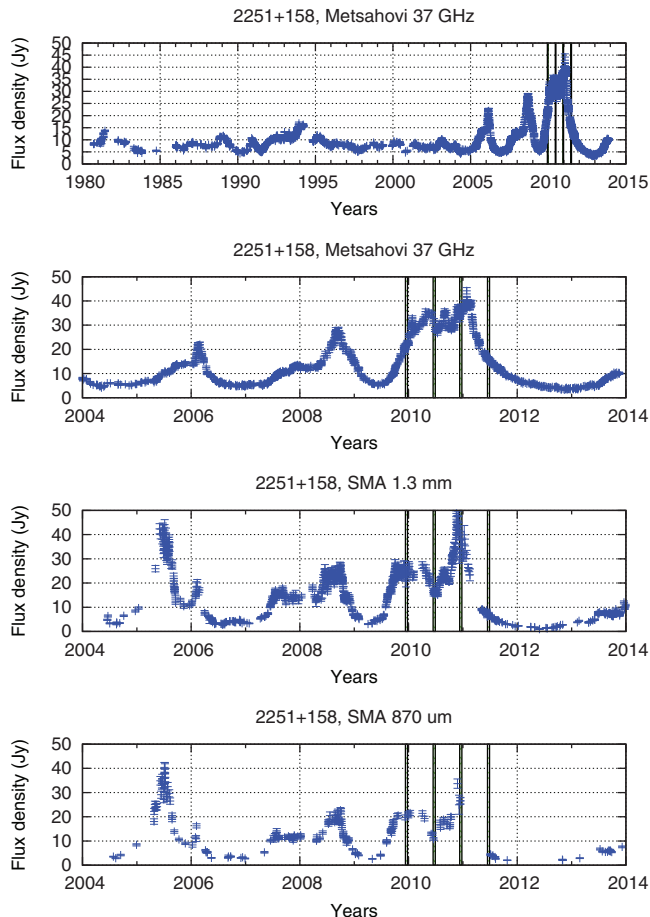 2251+158, Metsahovi 37 GHz
Flux density (Jy)
50
45
40
35
30
25
20
15
10
5
0
1980 1985 1990 1995 2000 2005 2010 2015
Years
2251+158, Metsahovi 37 GHz
Flux density (Jy)
50
40
30
20
10
0
2004 2006 2008 2010 2012 2014
Years
2251+158, SMA 1.3 mm
Flux density (Jy)
50
40
30
20
10
0
2004 2006 2008 2010 2012 2014
Years
2251+158, SMA 870 um
Flux density (Jy)
50
40
30
20
10
0
2004 2006 2008 2010 2012 2014
Years